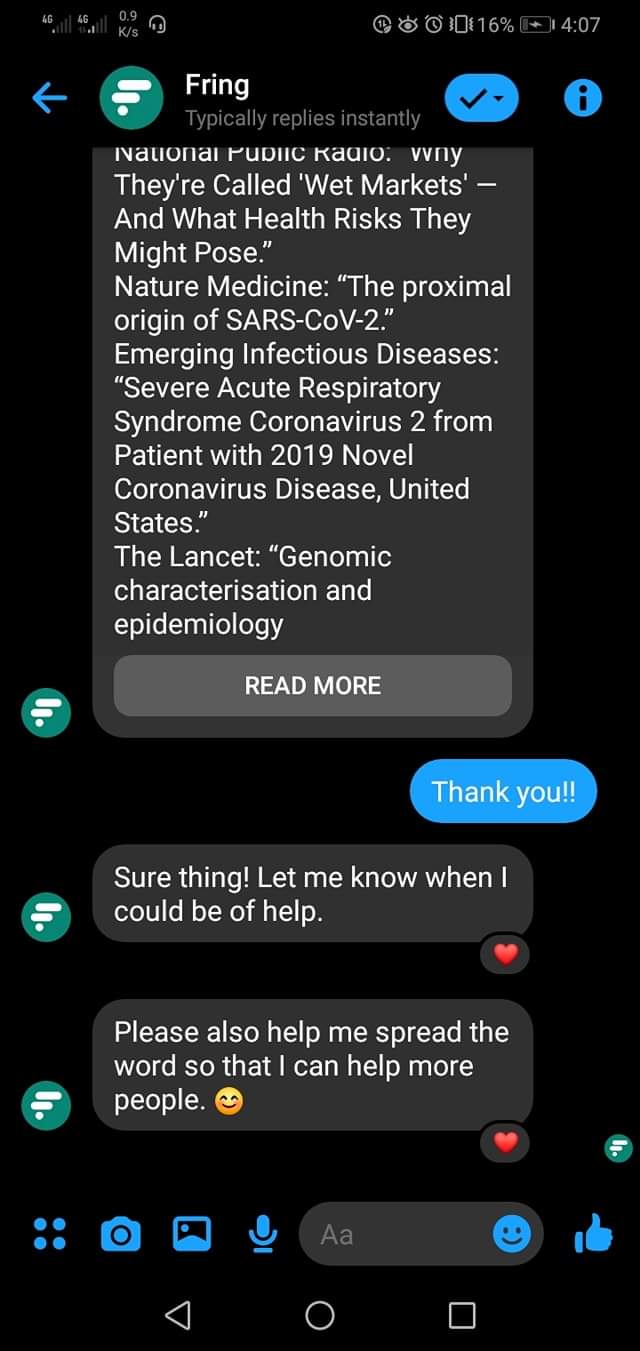 4G 4G 0.9 K/s 16% 4:07
Fring
Typically replies instantly
National Public Radio: "Why
They're Called 'Wet Markets' —
And What Health Risks They
Might Pose.”
Nature Medicine: “The proximal
origin of SARS-CoV-2.”
Emerging Infectious Diseases:
“Severe Acute Respiratory
Syndrome Coronavirus 2 from
Patient with 2019 Novel
Coronavirus Disease, United
States.”
The Lancet: “Genomic
characterisation and
epidemiology
READ MORE
Thank you!!
Sure thing! Let me know when I
could be of help.
Please also help me spread the
word so that I can help more
people. 😊
Aa